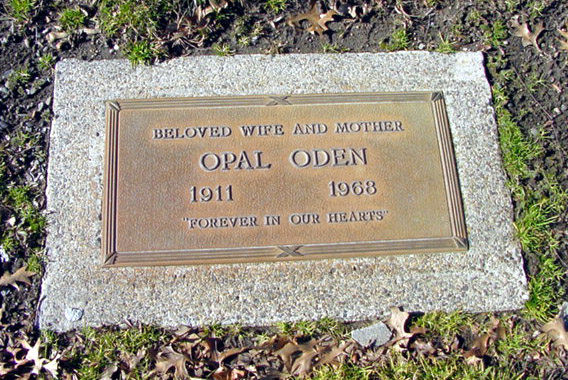 BELOVED WIFE AND MOTHER
OPAL ODEN
1911 1968
"FOREVER IN OUR HEARTS"